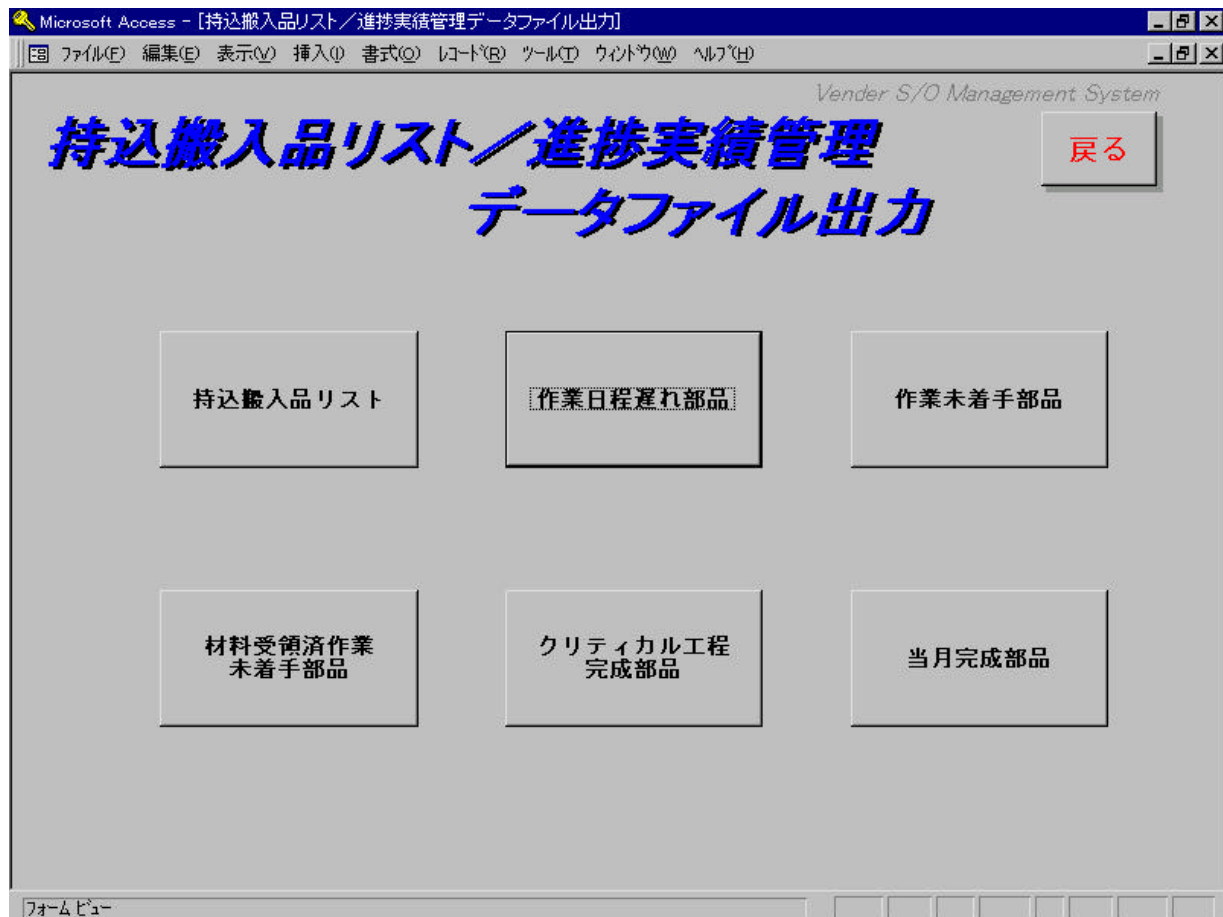 Microsoft Access - [持込搬入品リスト／進捗実績管理データファイル出力]
ﾌｧｲﾙ(F) 編集(E) 表示(V) 挿入(I) 書式(O) ﾚｺｰﾄﾞ(R) ﾂｰﾙ(T) ｳｨﾝﾄﾞｳ(W) ﾍﾙﾌﾟ(H)
Vender S/O Management System
持込搬入品リスト／進捗実績管理
データファイル出力
戻る
持込搬入品リスト
作業日程遅れ部品
作業未着手部品
材料受領済作業
未着手部品
クリティカル工程
完成部品
当月完成部品
ﾌｫｰﾑ ﾋﾞｭｰ